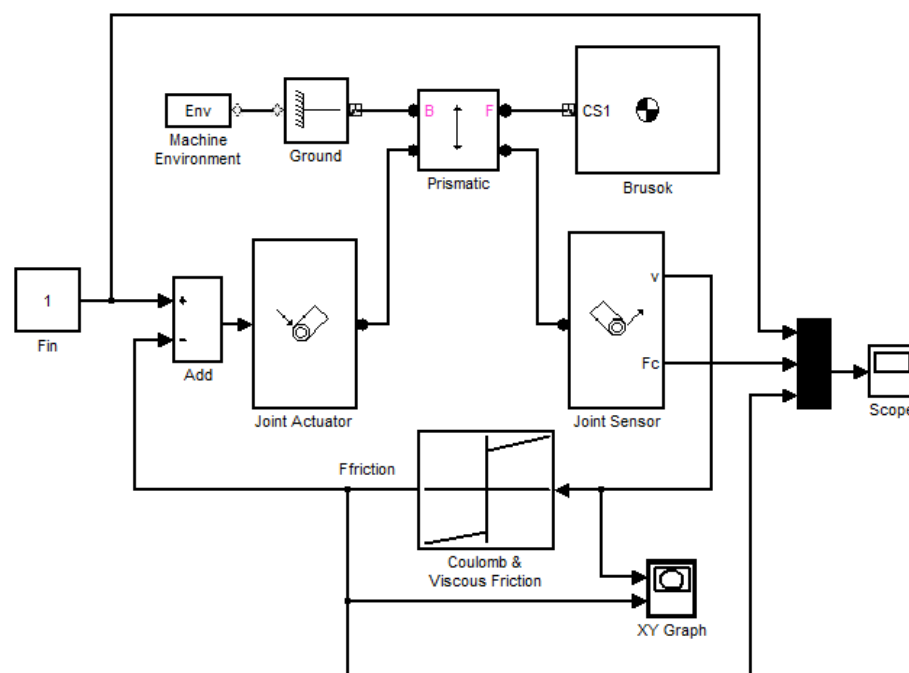 Env
Machine
Environment
Ground
B
F
Prismatic
CS1
Brusok
1
Fin
+
−
Add
Joint Actuator
v
Fc
Joint Sensor
Scope
Ffriction
Coulomb &
Viscous Friction
XY Graph